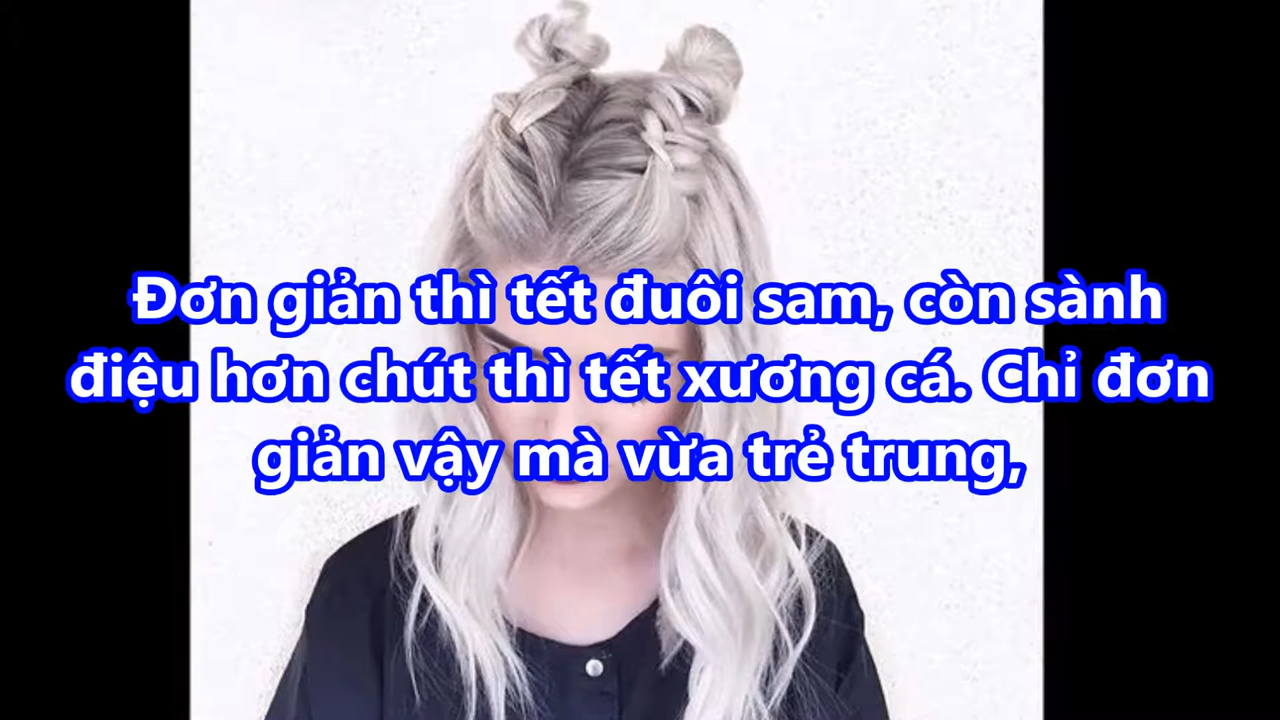 Đơn giản thì tết đuôi sam, còn sành
điệu hơn chút thì tết xương cá. Chỉ đơn
giản vậy mà vừa trẻ trung,